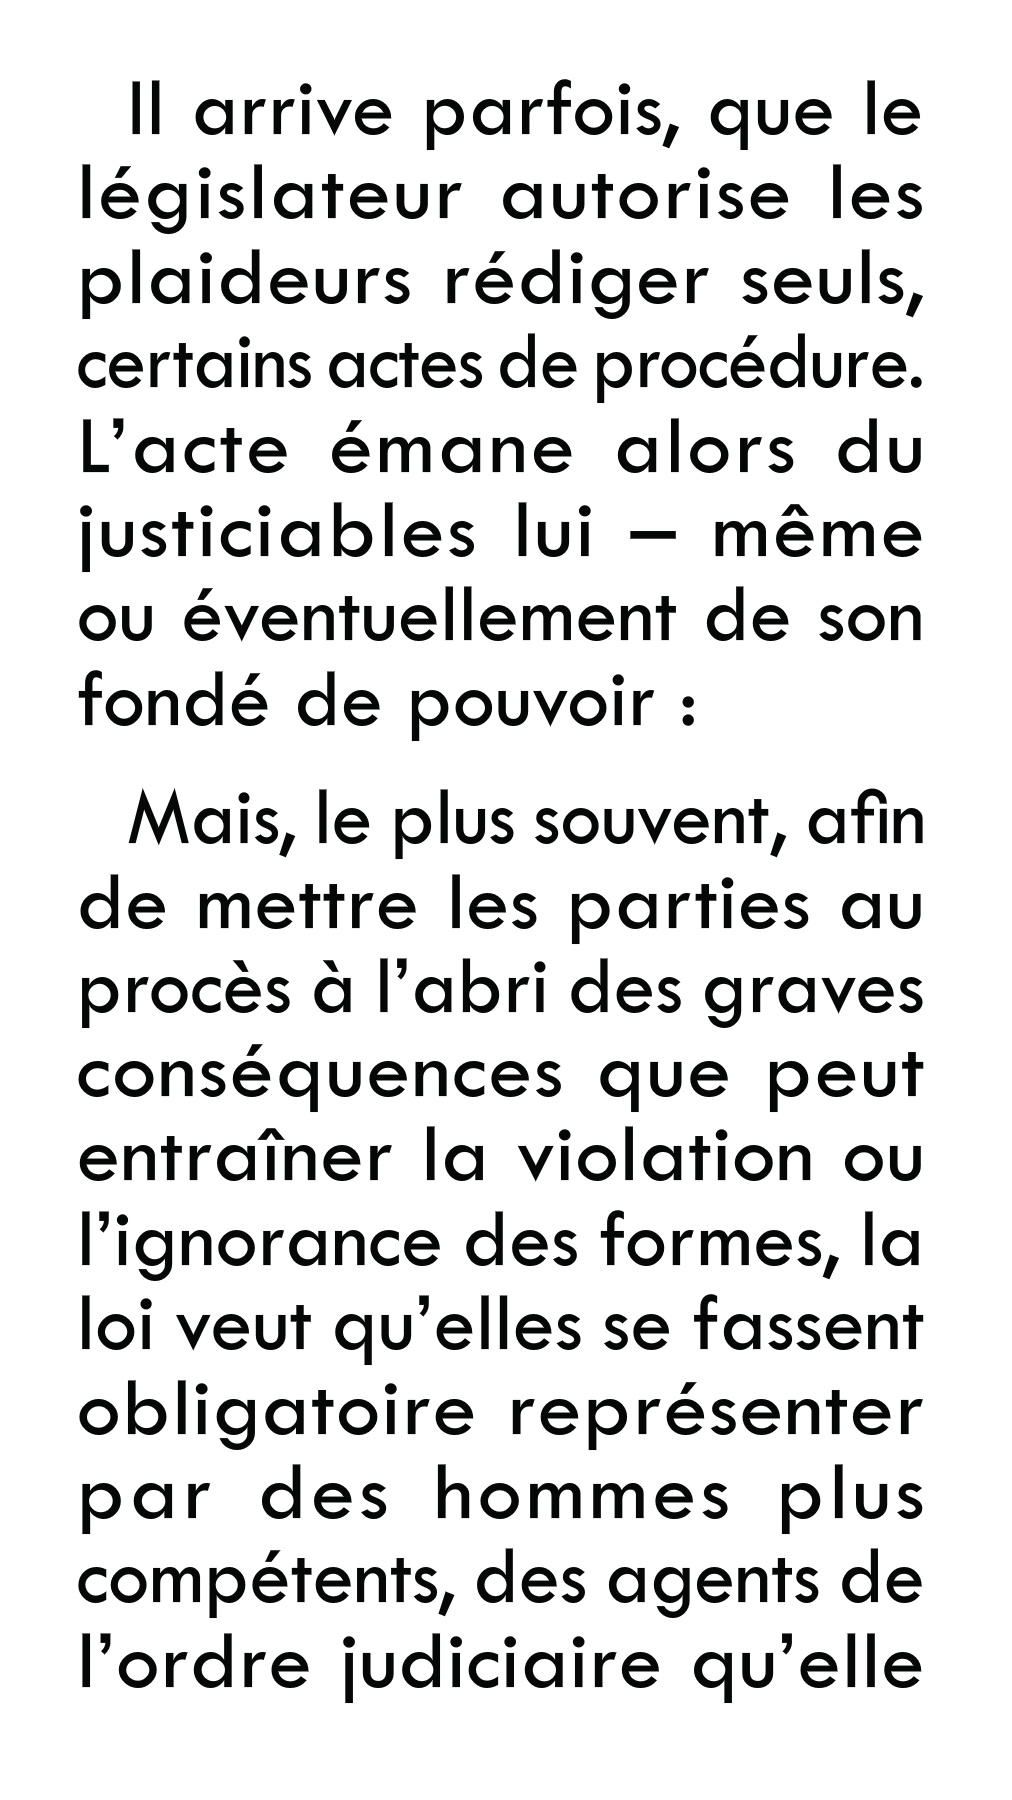 Il arrive parfois, que le
législateur autorise les
plaideurs rédiger seuls,
certains actes de procédure.
L’acte émane alors du
justiciables lui – même
ou éventuellement de son
fondé de pouvoir :
Mais, le plus souvent, afin
de mettre les parties au
procès à l’abri des graves
conséquences que peut
entraîner la violation ou
l’ignorance des formes, la
loi veut qu’elles se fassent
obligatoire représenter
par des hommes plus
compétents, des agents de
l’ordre judiciaire qu’elle